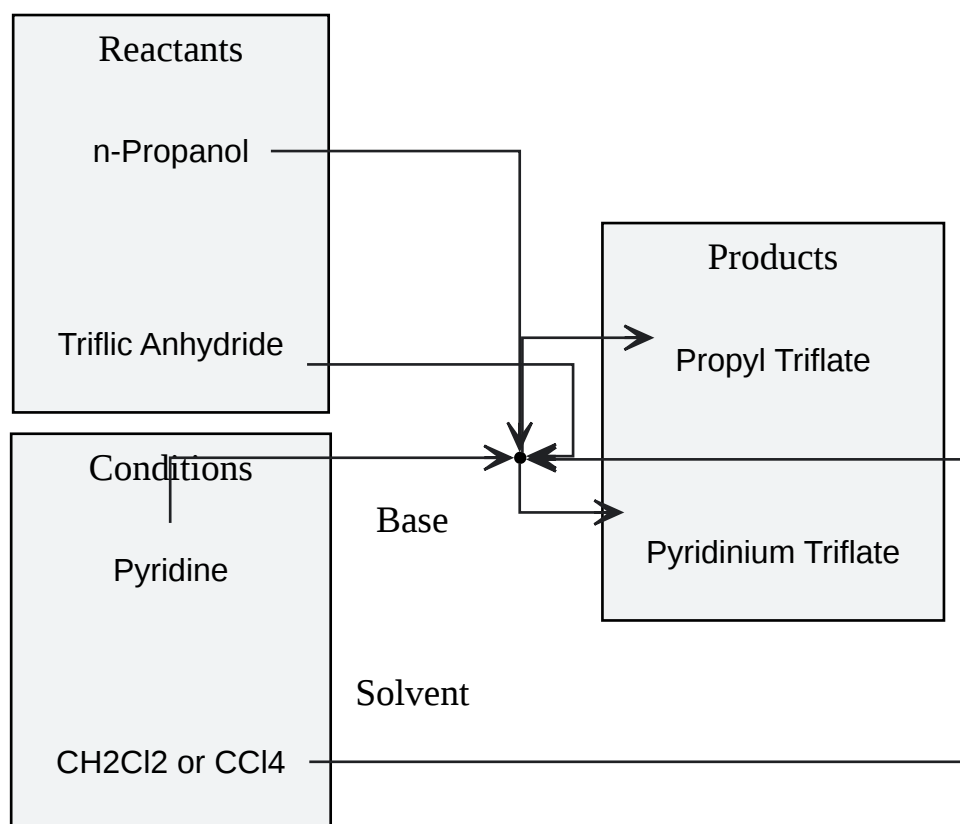 Reactants
n-Propanol
Triflic Anhydride
Products
Propyl Triflate
Pyridinium Triflate
Conditions
Pyridine
CH2Cl2 or CCl4
Base
Solvent